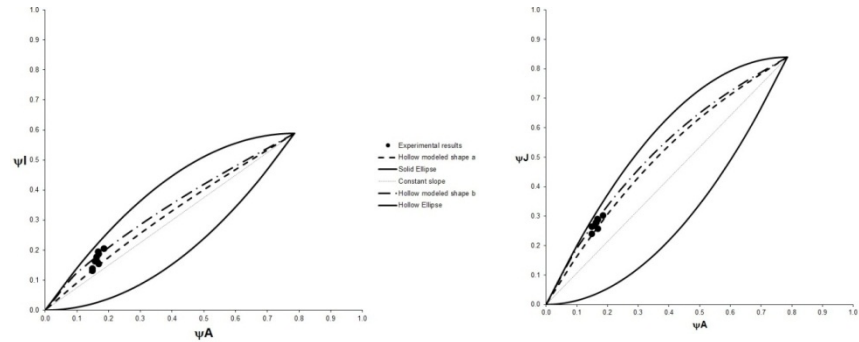 1.0
0.9
0.8
0.7
0.6
ψI
0.5
0.4
0.3
0.2
0.1
0.0
0.0 0.1 0.2 0.3 0.4 0.5 0.6 0.7 0.8 0.9 1.0
ψA
Experimental results
Hollow modeled shape a
Solid Ellipse
Constant slope
Hollow modeled shape b
Hollow Ellipse
1.0
0.9
0.8
0.7
0.6
ψJ
0.5
0.4
0.3
0.2
0.1
0.0
0.0 0.1 0.2 0.3 0.4 0.5 0.6 0.7 0.8 0.9 1.0
ψA